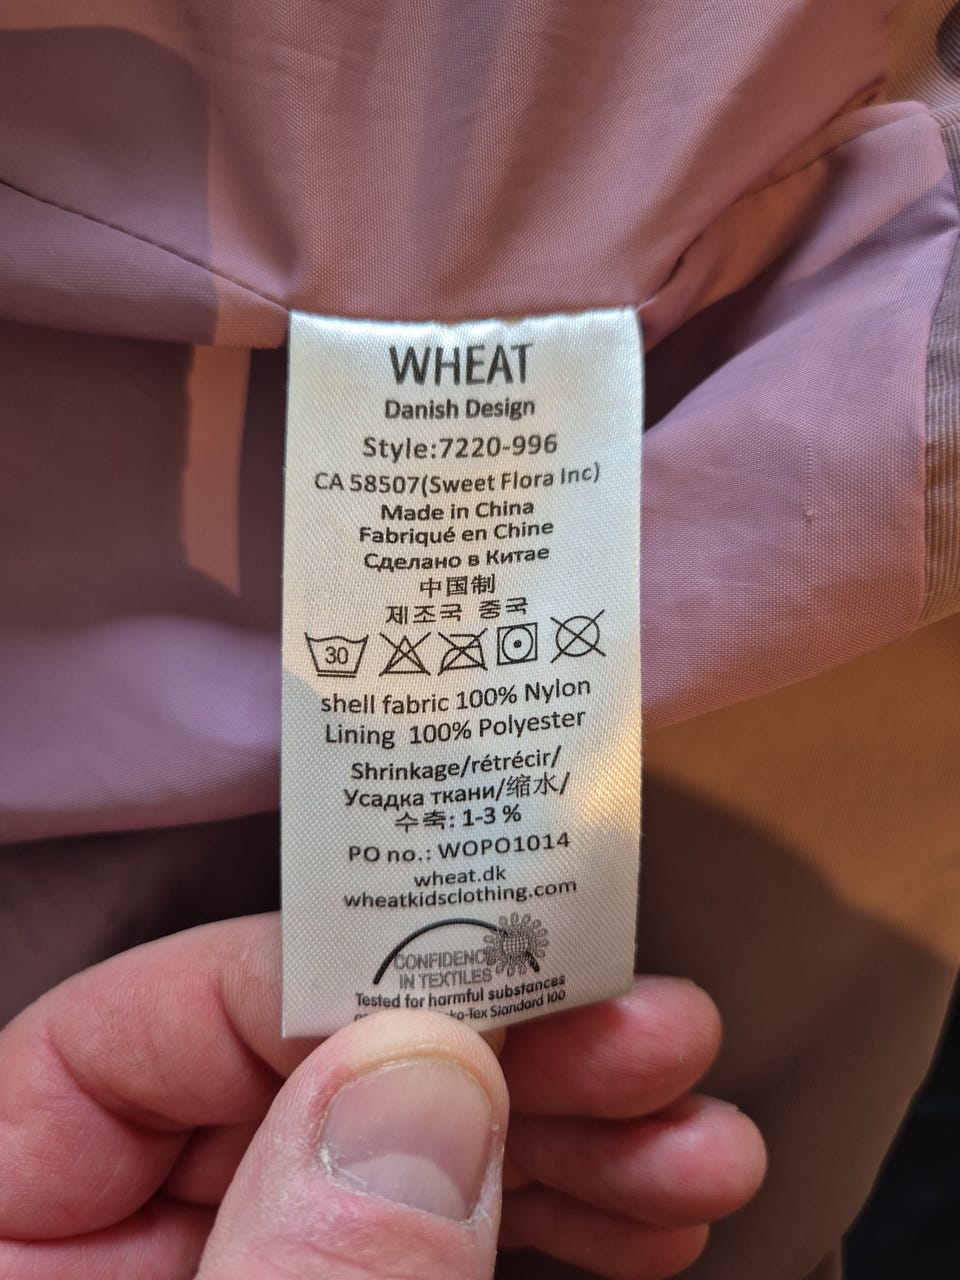 WHEAT
Danish Design
Style:7220-996
CA 58507(Sweet Flora Inc)
Made in China
Fabriqué en Chine
Сделано в Китае
中国制
제조국 중국
30
shell fabric 100% Nylon
Lining 100% Polyester
Shrinkage/rétrécir/
Усадка ткани/缩水/
수축: 1-3 %
PO no.: WOPO1014
wheat.dk
wheatkidsclothing.com
CONFIDENCE
IN TEXTILES
Tested for harmful substances
Standard 100